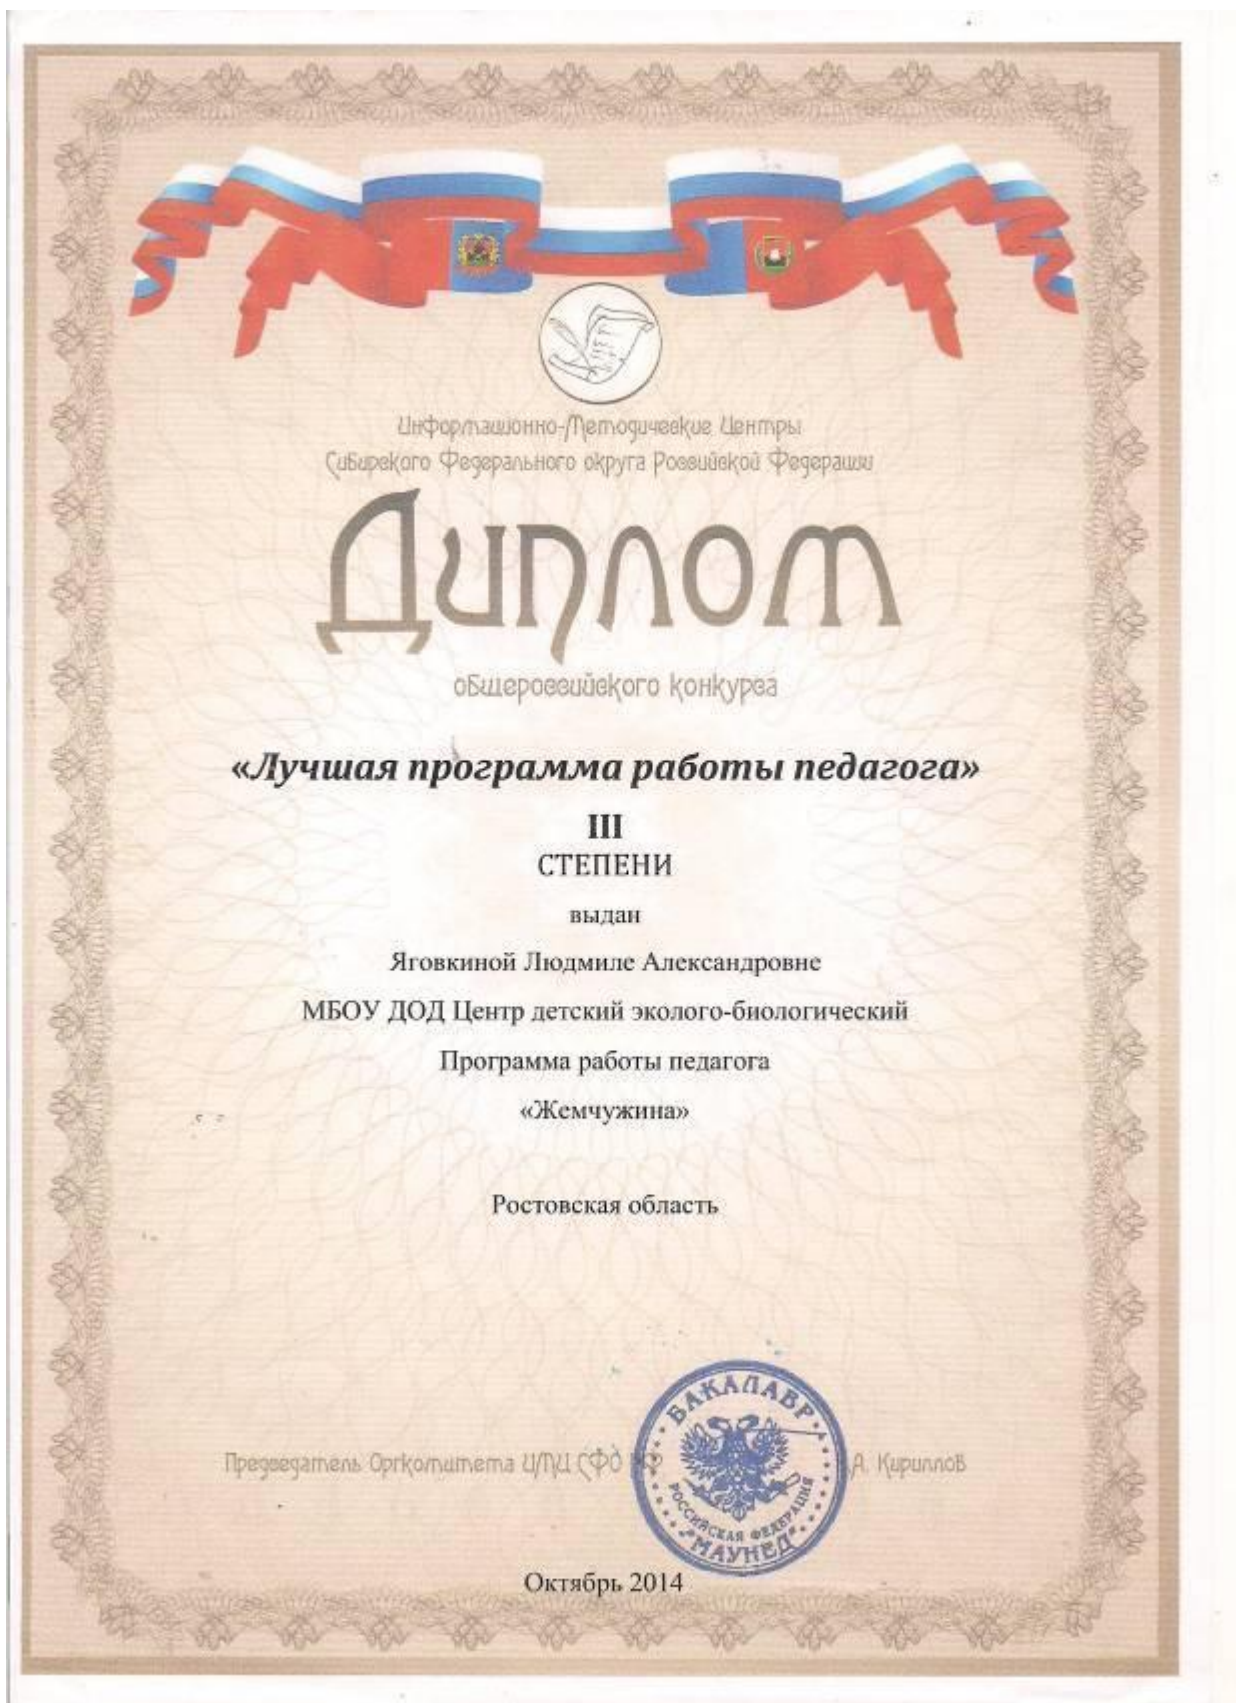 Информационно-Методические Центры
Сибирского Федерального округа Российской Федерации
Диплом
общероссийского конкурса
«Лучшая программа работы педагога»
III
СТЕПЕНИ
выдан
Яговкиной Людмиле Александровне
МБОУ ДОД Центр детский эколого-биологический
Программа работы педагога
«Жемчужина»
Ростовская область
БАКАЛАВР
РОССИЙСКАЯ ФЕДЕРАЦИЯ
"МАУНЕД"
Председатель Оргкомитета ИМЦ СФО А. Кириллов
Октябрь 2014